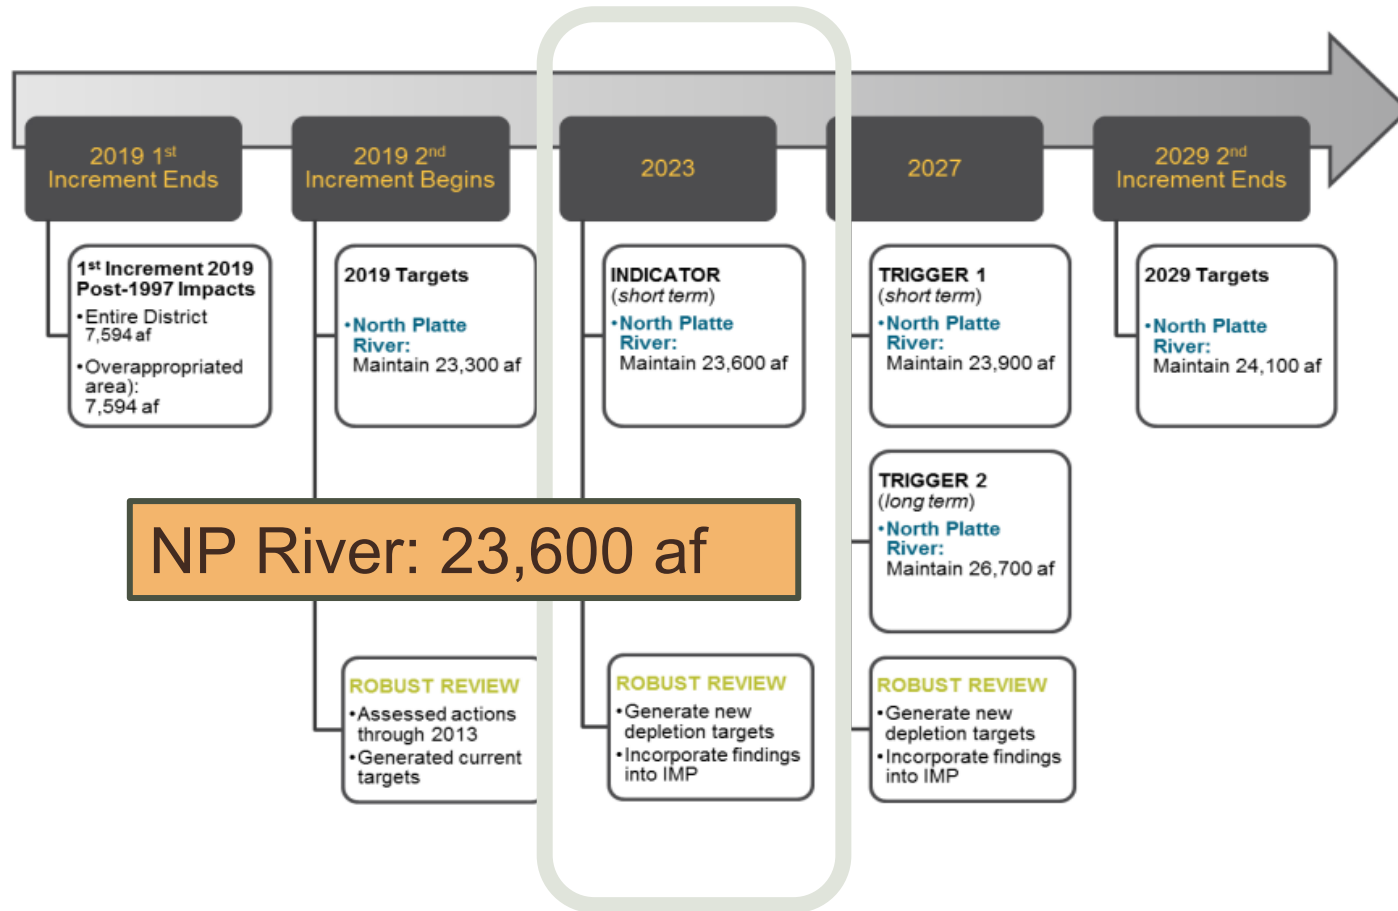 2019 1st
Increment Ends
1st Increment 2019
Post-1997 Impacts
•Entire District
7,594 af
•Overappropriated
area):
7,594 af
2019 2nd
Increment Begins
2019 Targets
•North Platte
River:
Maintain 23,300 af
ROBUST REVIEW
•Assessed actions
through 2013
•Generated current
targets
2023
INDICATOR
(short term)
•North Platte
River:
Maintain 23,600 af
NP River: 23,600 af
ROBUST REVIEW
•Generate new
depletion targets
•Incorporate findings
into IMP
2027
TRIGGER 1
(short term)
•North Platte
River:
Maintain 23,900 af
TRIGGER 2
(long term)
•North Platte
River:
Maintain 26,700 af
ROBUST REVIEW
•Generate new
depletion targets
•Incorporate findings
into IMP
2029 2nd
Increment Ends
2029 Targets
•North Platte
River:
Maintain 24,100 af